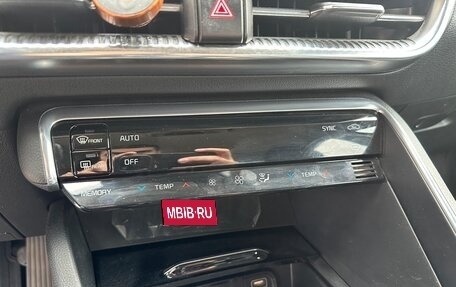 FRONT
AUTO
SYNC
OFF
MEMORY
TEMP
TEMP
MBIB.RU